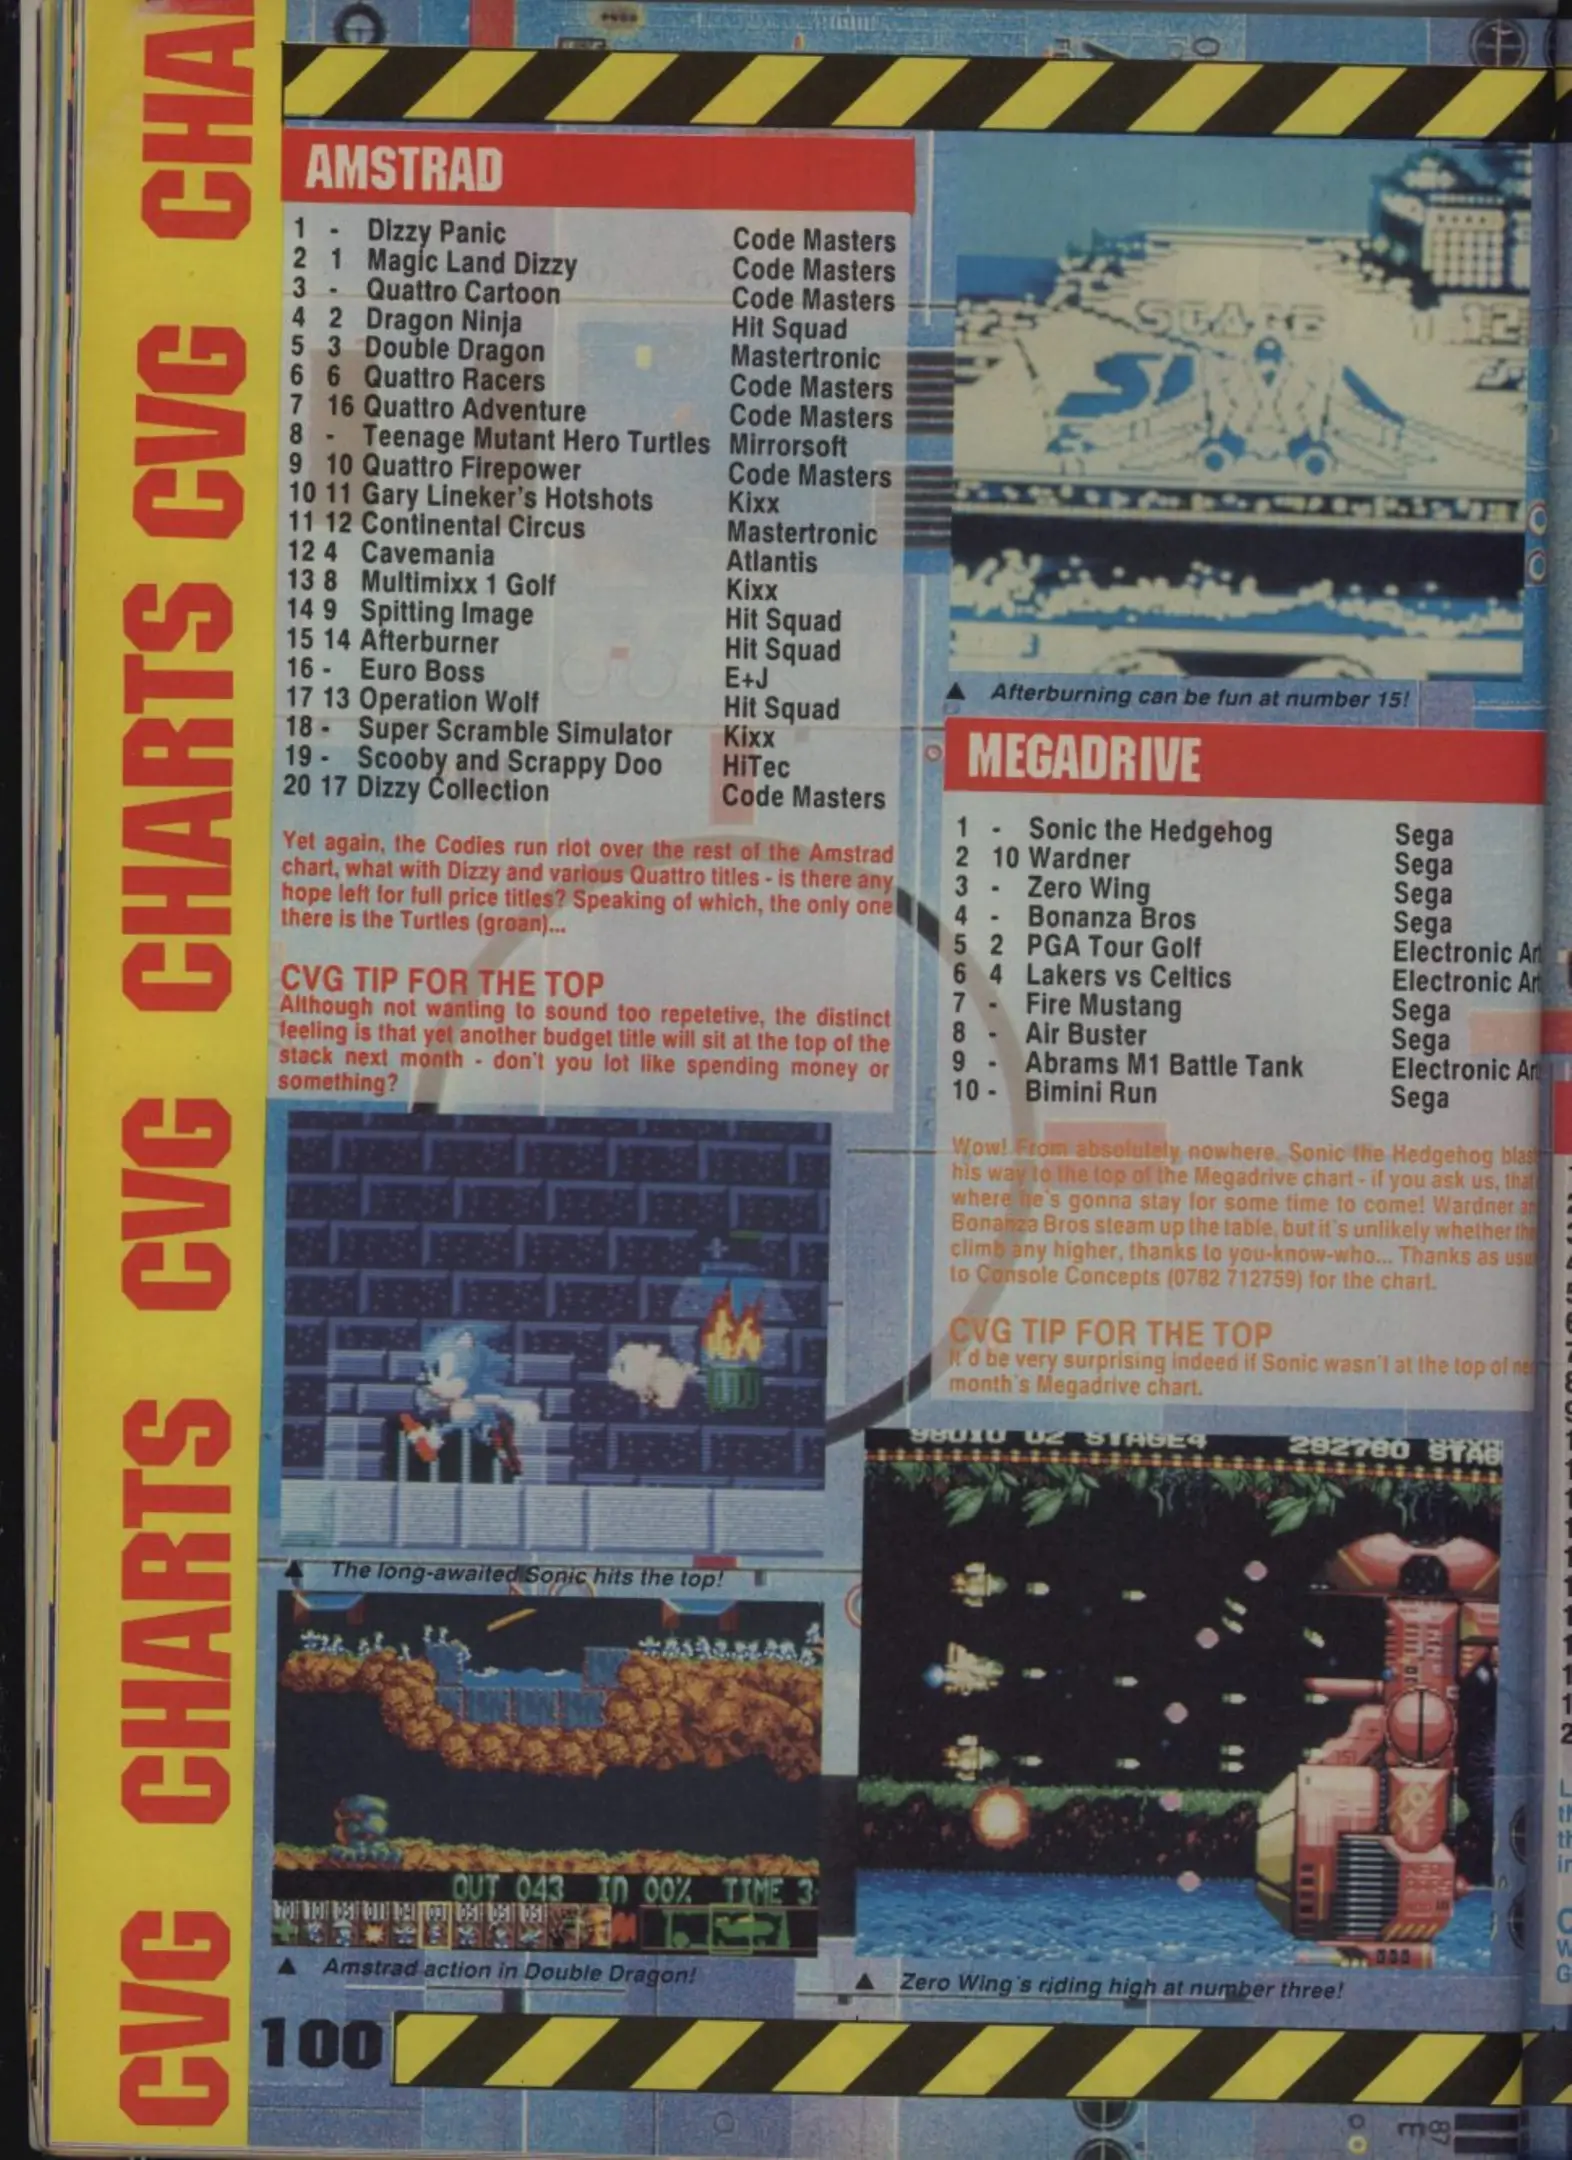 CVG CHARTS CVG CHARTS CVG CHA
AMSTRAD
1 - Dizzy Panic Code Masters
2 1 Magic Land Dizzy Code Masters
3 - Quattro Cartoon Code Masters
4 2 Dragon Ninja Hit Squad
5 3 Double Dragon Mastertronic
6 6 Quattro Racers Code Masters
7 16 Quattro Adventure Code Masters
8 - Teenage Mutant Hero Turtles Mirrorsoft
9 10 Quattro Firepower Code Masters
10 11 Gary Lineker's Hotshots Kixx
11 12 Continental Circus Mastertronic
12 4 Cavemania Atlantis
13 8 Multimixx 1 Golf Kixx
14 9 Spitting Image Hit Squad
15 14 Afterburner Hit Squad
16 - Euro Boss E+J
17 13 Operation Wolf Hit Squad
18 - Super Scramble Simulator Kixx
19 - Scooby and Scrappy Doo HiTec
20 17 Dizzy Collection Code Masters
Yet again, the Codies run riot over the rest of the Amstrad
chart, what with Dizzy and various Quattro titles - is there any
hope left for full price titles? Speaking of which, the only one
there is the Turtles (groan)...
CVG TIP FOR THE TOP
Although not wanting to sound too repetetive, the distinct
feeling is that yet another budget title will sit at the top of the
stack next month - don't you lot like spending money or
something?
▲ The long-awaited Sonic hits the top!
OUT 043 IN 00% TIME 3
▲ Amstrad action in Double Dragon!
STAGE 12
▲ Afterburning can be fun at number 15!
MEGADRIVE
1 - Sonic the Hedgehog Sega
2 10 Wardner Sega
3 - Zero Wing Sega
4 - Bonanza Bros Sega
5 2 PGA Tour Golf Electronic Art
6 4 Lakers vs Celtics Electronic Art
7 - Fire Mustang Sega
8 - Air Buster Sega
9 - Abrams M1 Battle Tank Electronic Art
10 - Bimini Run Sega
Wow! From absolutely nowhere, Sonic the Hedgehog blas
his way to the top of the Megadrive chart - if you ask us, that
where he's gonna stay for some time to come! Wardner an
Bonanza Bros steam up the table, but it's unlikely whether the
climb any higher, thanks to you-know-who... Thanks as usu
to Console Concepts (0782 712759) for the chart.
CVG TIP FOR THE TOP
It'd be very surprising indeed if Sonic wasn't at the top of ne
month's Megadrive chart.
98010 02 STAGE4 292780 STAG
▲ Zero Wing's riding high at number three!
100